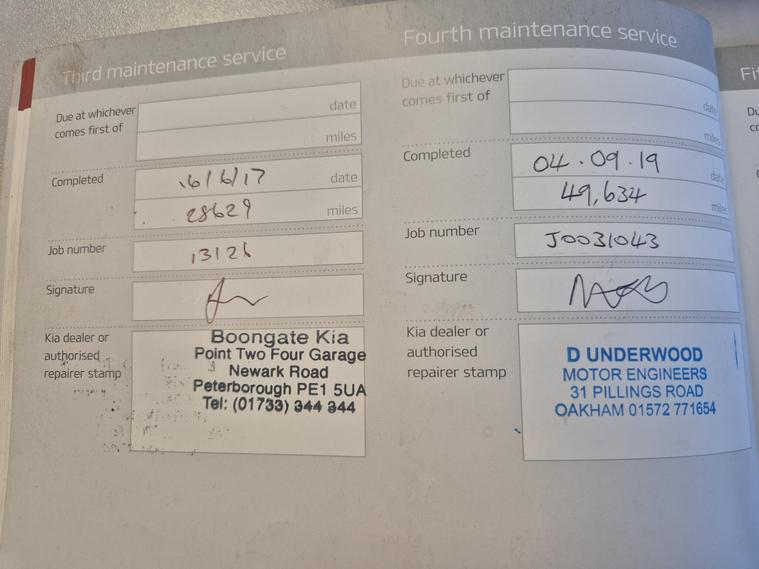 Third maintenance service
Due at whichever
comes first of
date
miles
Completed
16/6/17
date
28629
miles
Job number
13126
Signature
Kia dealer or
authorised
repairer stamp
Boongate Kia
Point Two Four Garage
Newark Road
Peterborough PE1 5UA
Tel: (01733) 344 344
Fourth maintenance service
Due at whichever
comes first of
date
miles
Completed
04.09.19
date
49,634
miles
Job number
J0031043
Signature
Kia dealer or
authorised
repairer stamp
D UNDERWOOD
MOTOR ENGINEERS
31 PILLINGS ROAD
OAKHAM 01572 771654